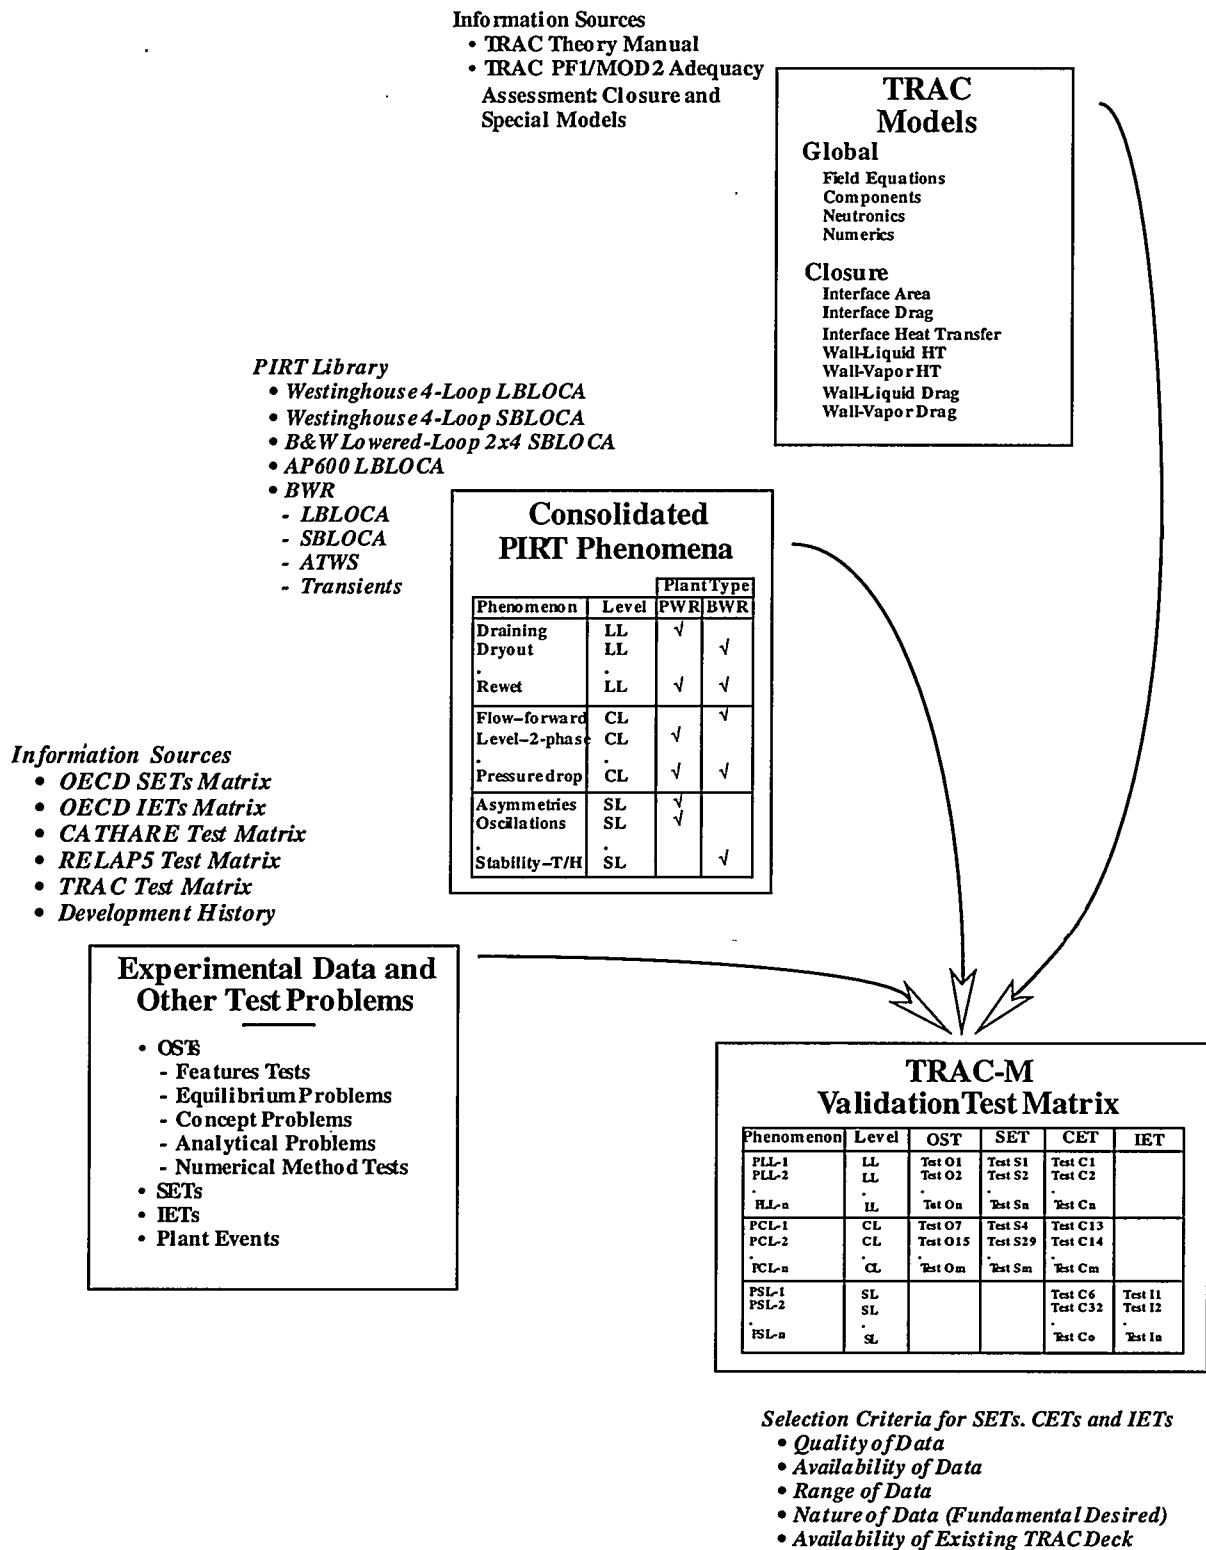 Information Sources
• TRAC Theory Manual
• TRAC PF1/MOD2 Adequacy
Assessment: Closure and
Special Models
TRAC
Models
Global
Field Equations
Components
Neutronics
Numerics
Closure
Interface Area
Interface Drag
Interface Heat Transfer
Wall-Liquid HT
Wall-Vapor HT
Wall-Liquid Drag
Wall-Vapor Drag
PIRT Library
• Westinghouse 4-Loop LBLOCA
• Westinghouse 4-Loop SBLOCA
• B&W Lowered-Loop 2x4 SBLOCA
• AP600 LBLOCA
• BWR
- LBLOCA
- SBLOCA
- ATWS
- Transients
Consolidated
PIRT Phenomena
Plant Type
Phenomenon Level PWR BWR
Draining LL √
Dryout LL √
. .
Rewet LL √ √
Flow-forward CL √
Level-2-phase CL √
. .
Pressure drop CL √ √
Asymmetries SL √
Oscillations SL √
. .
Stability-T/H SL √
Information Sources
• OECD SETs Matrix
• OECD IETs Matrix
• CATHARE Test Matrix
• RELAP5 Test Matrix
• TRAC Test Matrix
• Development History
Experimental Data and
Other Test Problems
• OSTs
- Features Tests
- Equilibrium Problems
- Concept Problems
- Analytical Problems
- Numerical Method Tests
• SETs
• IETs
• Plant Events
TRAC-M
Validation Test Matrix
Phenomenon Level OST SET CET IET
PLL-1 LL Test O1 Test S1 Test C1
PLL-2 LL Test O2 Test S2 Test C2
. . . . .
PLL-n LL Test On Test Sn Test Cn
PCL-1 CL Test O7 Test S4 Test C13
PCL-2 CL Test O15 Test S29 Test C14
. . . . .
PCL-n CL Test Om Test Sm Test Cm
PSL-1 SL Test C6 Test I1
PSL-2 SL Test C32 Test I2
. . . .
PSL-n SL Test Co Test In
Selection Criteria for SETs. CETs and IETs
• Quality of Data
• Availability of Data
• Range of Data
• Nature of Data (Fundamental Desired)
• Availability of Existing TRAC Deck